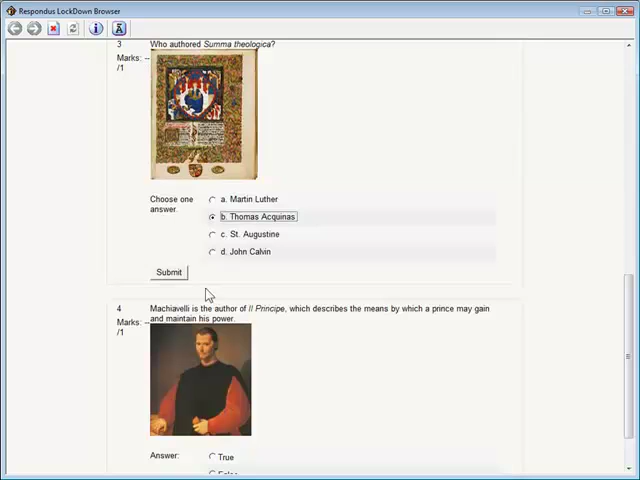 Respondus LockDown Browser
3
Who authored Summa theologica?
Marks: --
/1
Choose one
answer.
a. Martin Luther
b. Thomas Acquinas
c. St. Augustine
d. John Calvin
Submit
4
Machiavelli is the author of Il Principe, which describes the means by which a prince may gain
and maintain his power.
Marks: --
/1
Answer:
True
False